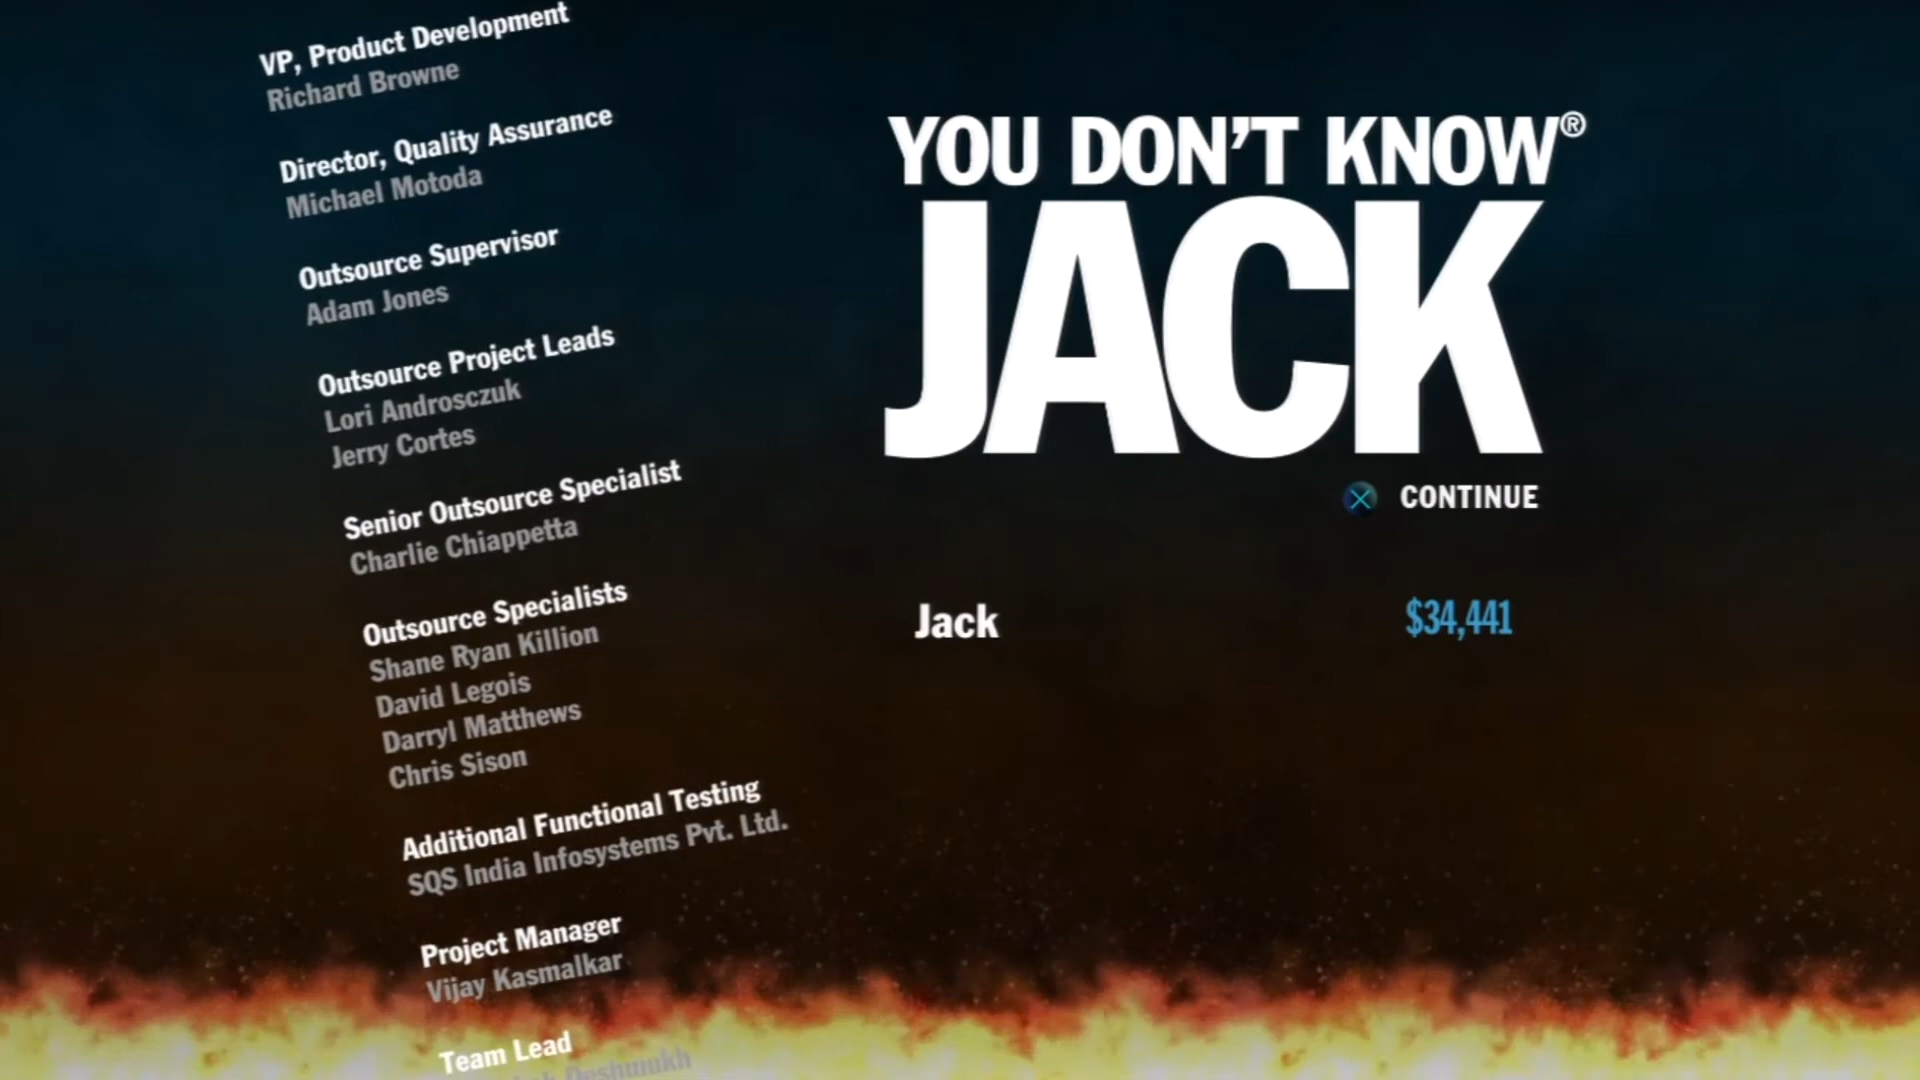 VP, Product Development
Richard Browne
Director, Quality Assurance
Michael Motoda
Outsource Supervisor
Adam Jones
Outsource Project Leads
Lori Androsczuk
Jerry Cortes
Senior Outsource Specialist
Charlie Chiappetta
Outsource Specialists
Shane Ryan Killion
David Legois
Darryl Matthews
Chris Sison
Additional Functional Testing
SQS India Infosystems Pvt. Ltd.
Project Manager
Vijay Kasmalkar
Team Lead
Deshmukh
YOU DON'T KNOW®
JACK
CONTINUE
Jack $34,441